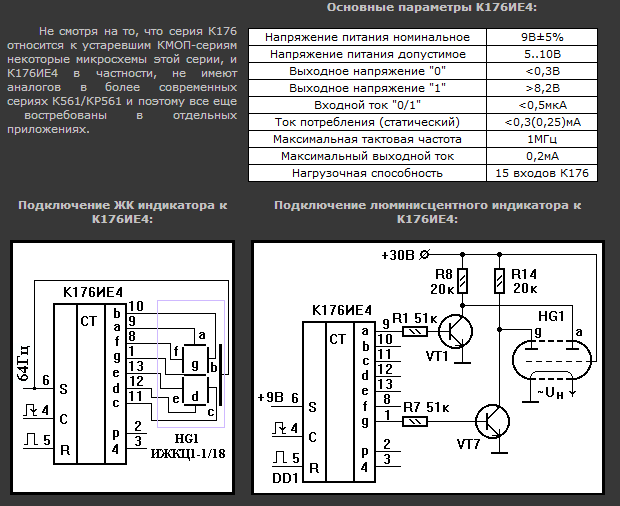 Не смотря на то, что серия К176
относится к устаревшим КМОП-сериям
некоторые микросхемы этой серии, и
К176ИЕ4 в частности, не имеют
аналогов в более современных
сериях К561/КР561 и поэтому все еще
востребованы в отдельных
приложениях.
Основные параметры К176ИЕ4:
Напряжение питания номинальное 9В±5%
Напряжение питания допустимое 5..10В
Выходное напряжение "0" <0,3В
Выходное напряжение "1" >8,2В
Входной ток "0/1" <0,5мкА
Ток потребления (статический) <0,3(0,25)мА
Максимальная тактовая частота 1МГц
Максимальный выходной ток 0,2мА
Нагрузочная способность 15 входов К176
Подключение ЖК индикатора к
К176ИЕ4:
К176ИЕ4
СТ
64Гц
6 S
4 C
5 R
b 10
a 9
f 8
g 1
e 13
d 12
c 11
p 2
4 3
a
f
g
b
e
d
c
HG1
ИЖКЦ1-1/18
Подключение люминисцентного индикатора к
К176ИЕ4:
+30В
R8
20к
R14
20к
К176ИЕ4
СТ
+9В 6 S
4 C
5 R
DD1
a 9
b 10
c 11
d 12
e 13
f 8
g 1
p 2
4 3
R1 51к
VT1
R7 51к
VT7
HG1
g
a
~Uн